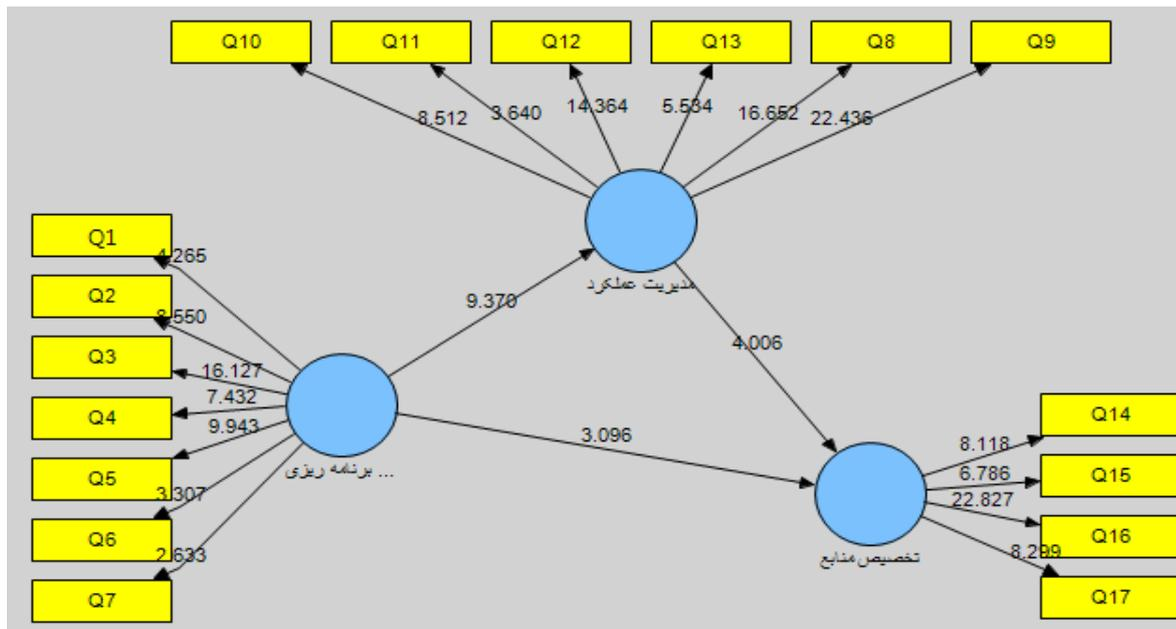 Q10
Q11
Q12
Q13
Q8
Q9
8.512
3.640
14.364
5.534
16.652
22.436
مدیریت عملکرد
Q1
4.265
Q2
8.550
Q3
16.127
Q4
7.432
Q5
9.943
Q6
3.307
Q7
2.633
برنامه ریزی ...
9.370
4.006
3.096
تخصیص منابع
Q14
8.118
Q15
6.786
Q16
22.827
Q17
8.299